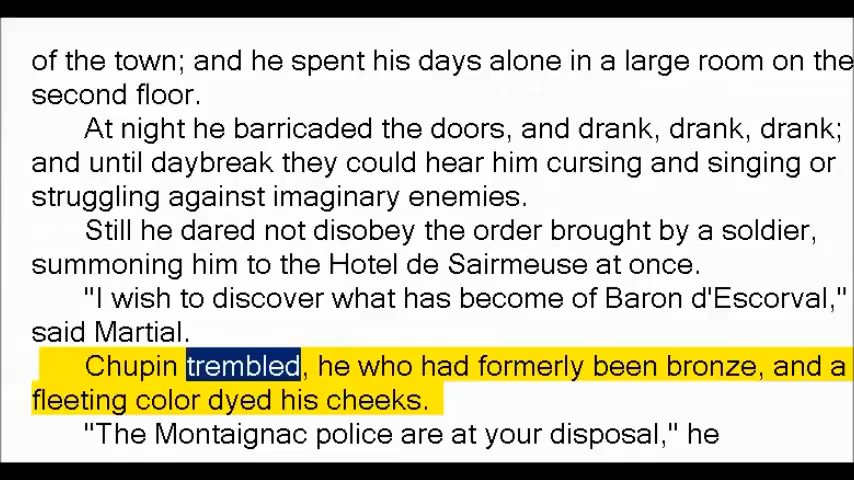 of the town; and he spent his days alone in a large room on the
second floor.
At night he barricaded the doors, and drank, drank, drank;
and until daybreak they could hear him cursing and singing or
struggling against imaginary enemies.
Still he dared not disobey the order brought by a soldier,
summoning him to the Hotel de Sairmeuse at once.
"I wish to discover what has become of Baron d'Escorval,"
said Martial.
Chupin trembled, he who had formerly been bronze, and a
fleeting color dyed his cheeks.
"The Montaignac police are at your disposal," he